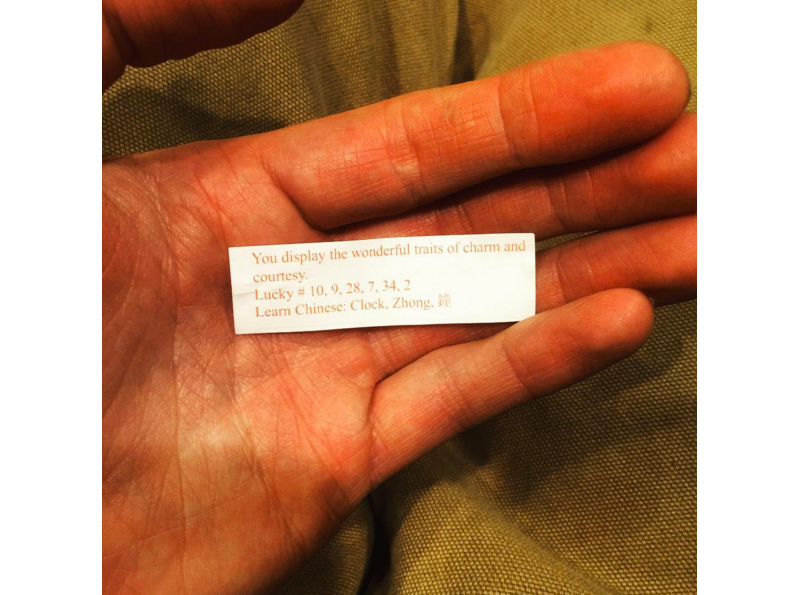 You display the wonderful traits of charm and
courtesy.
Lucky # 10, 9, 28, 7, 34, 2
Learn Chinese: Clock, Zhong, 鐘